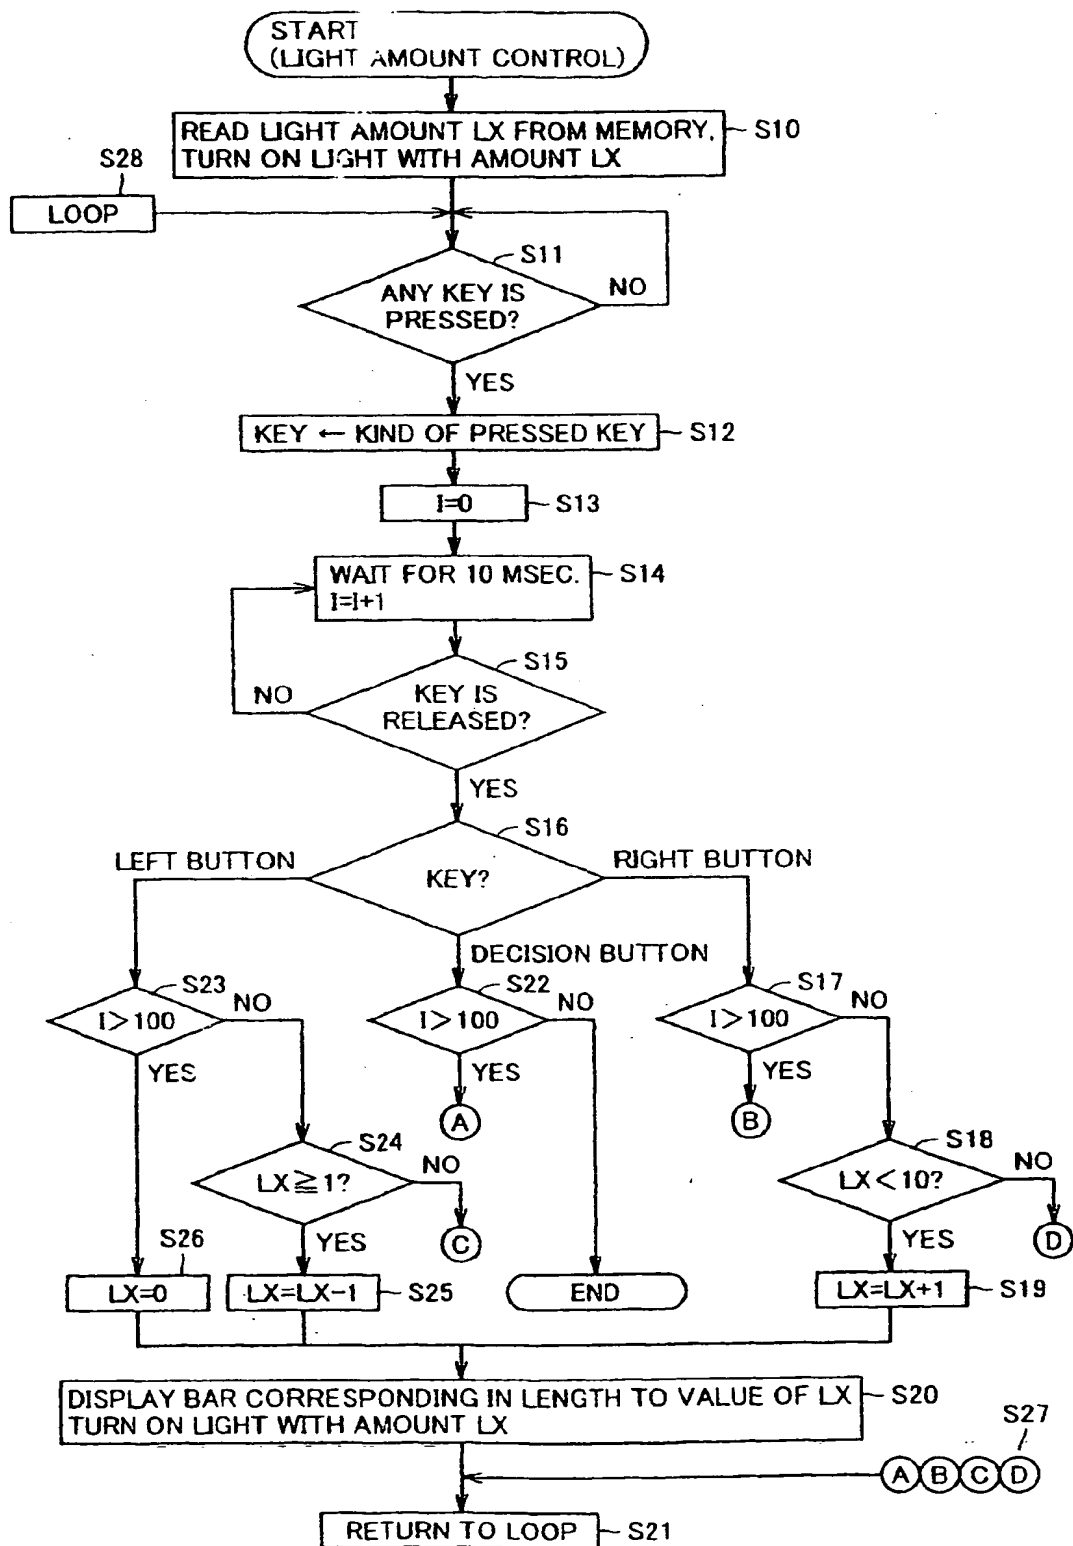 START
(LIGHT AMOUNT CONTROL)
READ LIGHT AMOUNT LX FROM MEMORY,
TURN ON LIGHT WITH AMOUNT LX
S10
S28
LOOP
S11
ANY KEY IS
PRESSED?
NO
YES
KEY ← KIND OF PRESSED KEY
S12
I=0
S13
WAIT FOR 10 MSEC.
I=I+1
S14
S15
KEY IS
RELEASED?
NO
YES
S16
KEY?
LEFT BUTTON
RIGHT BUTTON
DECISION BUTTON
S23
I>100
NO
YES
S22
I>100
NO
YES
A
S17
I>100
NO
YES
B
S24
LX≧1?
NO
YES
C
S18
LX<10?
NO
YES
D
S26
LX=0
LX=LX-1
S25
END
LX=LX+1
S19
DISPLAY BAR CORRESPONDING IN LENGTH TO VALUE OF LX
TURN ON LIGHT WITH AMOUNT LX
S20
S27
A B C D
RETURN TO LOOP
S21